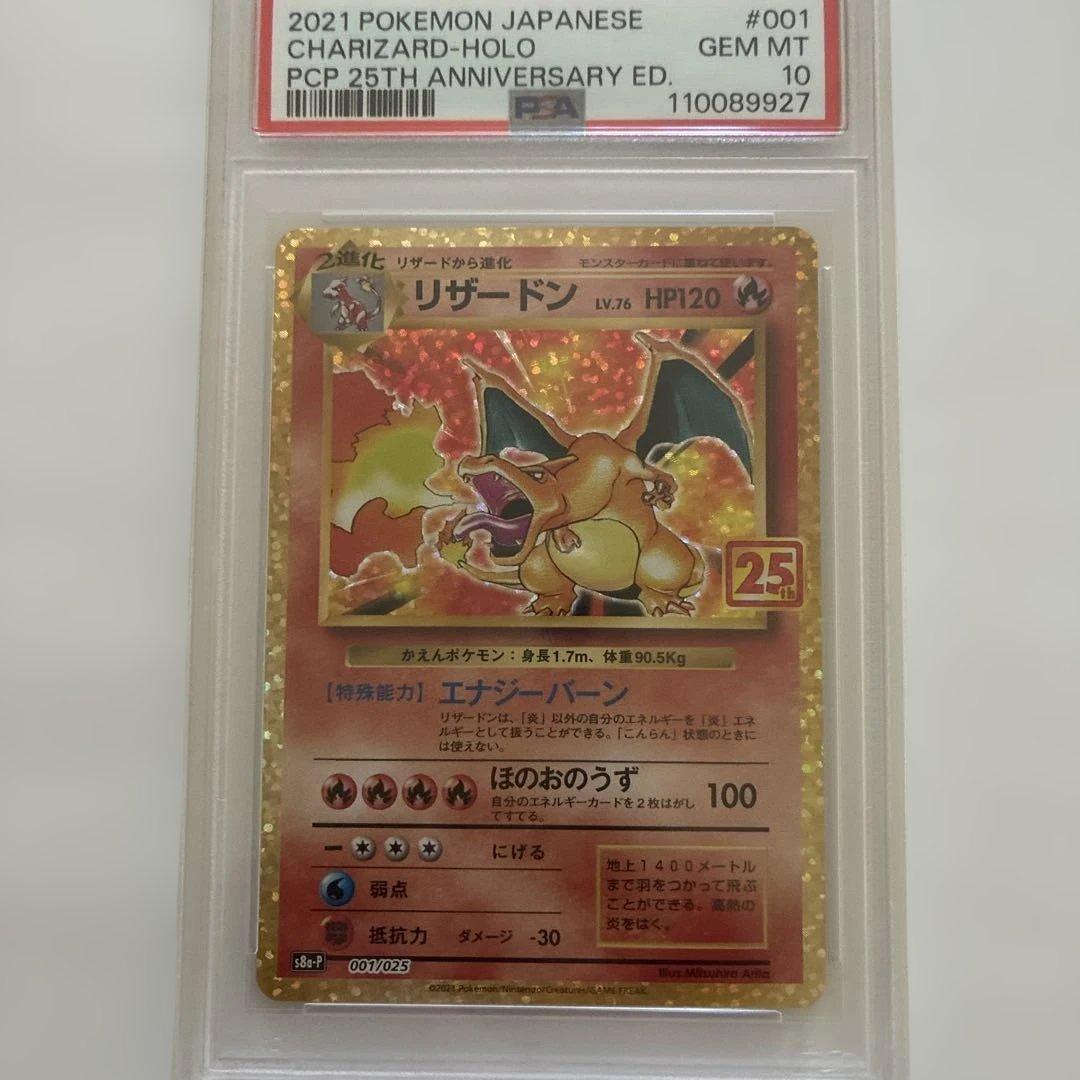 2021 POKEMON JAPANESE #001
CHARIZARD-HOLO GEM MT
PCP 25TH ANNIVERSARY ED. 10
PSA 110089927
2進化 リザードから進化 モンスターカードに重ねて使います。
リザードン LV.76 HP120
25th
かえんポケモン：身長1.7m、体重90.5Kg
【特殊能力】エナジーバーン
リザードンは、「炎」以外の自分のエネルギーを「炎」エネ
ルギーとして扱うことができる。「こんらん」状態のときに
は使えない。
ほのおのうず 100
自分のエネルギーカードを2枚はがし
てすてる。
ー にげる
弱点
抵抗力 ダメージ -30
地上1400メートル
まで羽をつかって飛ぶ
ことができる。高熱の
炎をはく。
s8a-P 001/025
Illus. Mitsuhiro Arita
©2021 Pokémon/Nintendo/Creatures/GAME FREAK.